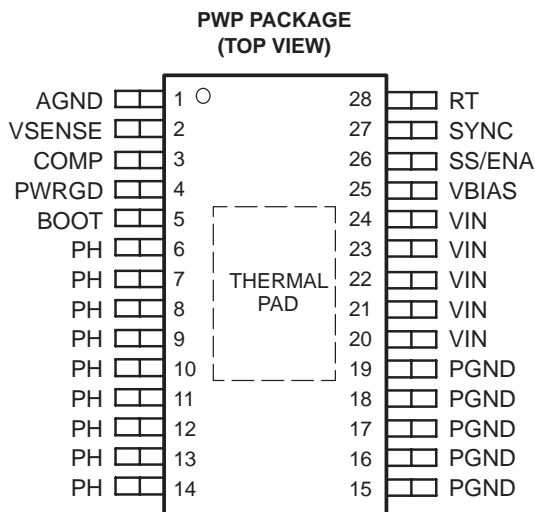 PWP PACKAGE
(TOP VIEW)
AGND 1 28 RT
VSENSE 2 27 SYNC
COMP 3 26 SS/ENA
PWRGD 4 25 VBIAS
BOOT 5 24 VIN
PH 6 23 VIN
PH 7 THERMAL 22 VIN
PH 8 PAD 21 VIN
PH 9 20 VIN
PH 10 19 PGND
PH 11 18 PGND
PH 12 17 PGND
PH 13 16 PGND
PH 14 15 PGND